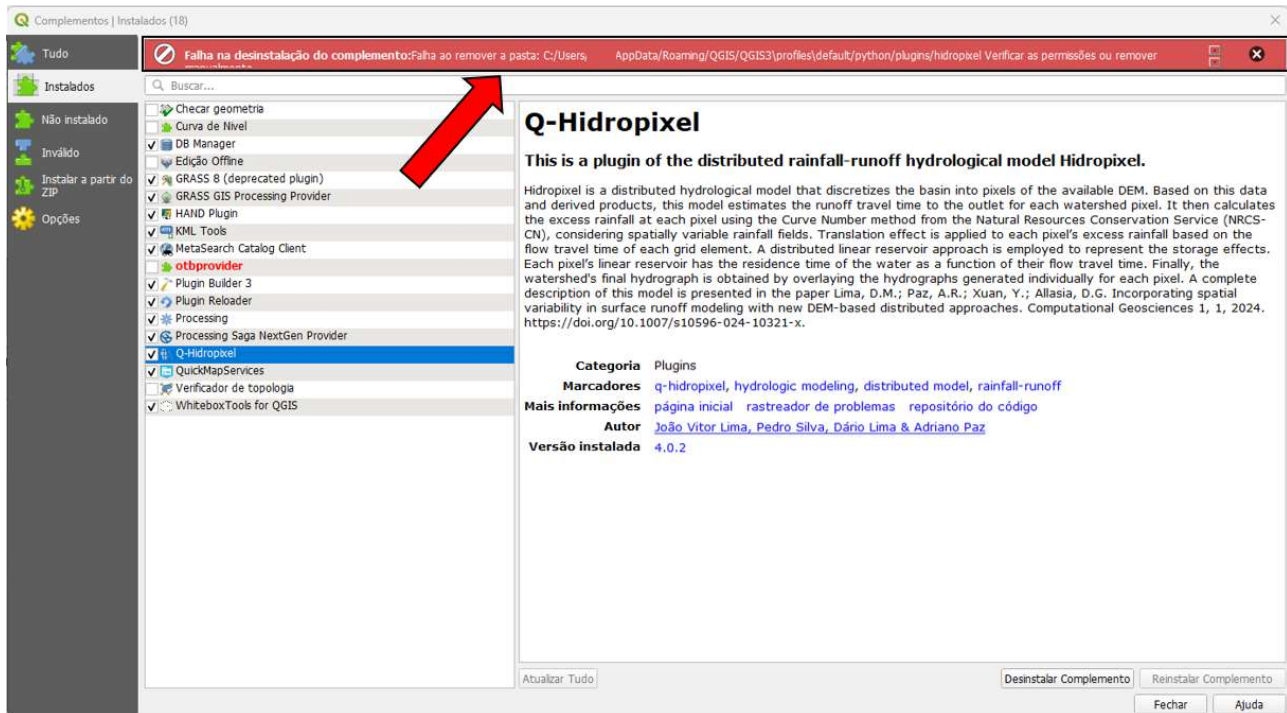 Complementos | Instalados (18)
Tudo
Instalados
Não instalado
Inválido
Instalar a partir do
ZIP
Opções
Falha na desinstalação do complemento:Falha ao remover a pasta: C:/Users, AppData/Roaming/QGIS/QGIS3\profiles\default/python/plugins/hidropixel Verificar as permissões ou remover
manualmente
Buscar...
Checar geometria
Curva de Nivel
DB Manager
Edição Offline
GRASS 8 (deprecated plugin)
GRASS GIS Processing Provider
HAND Plugin
KML Tools
MetaSearch Catalog Client
otbprovider
Plugin Builder 3
Plugin Reloader
Processing
Processing Saga NextGen Provider
Q-Hidropixel
QuickMapServices
Verificador de topologia
WhiteboxTools for QGIS
Q-Hidropixel
This is a plugin of the distributed rainfall-runoff hydrological model Hidropixel.
Hidropixel is a distributed hydrological model that discretizes the basin into pixels of the available DEM. Based on this data
and derived products, this model estimates the runoff travel time to the outlet for each watershed pixel. It then calculates
the excess rainfall at each pixel using the Curve Number method from the Natural Resources Conservation Service (NRCS-
CN), considering spatially variable rainfall fields. Translation effect is applied to each pixel's excess rainfall based on the
flow travel time of each grid element. A distributed linear reservoir approach is employed to represent the storage effects.
Each pixel's linear reservoir has the residence time of the water as a function of their flow travel time. Finally, the
watershed's final hydrograph is obtained by overlaying the hydrographs generated individually for each pixel. A complete
description of this model is presented in the paper Lima, D.M.; Paz, A.R.; Xuan, Y.; Allasia, D.G. Incorporating spatial
variability in surface runoff modeling with new DEM-based distributed approaches. Computational Geosciences 1, 1, 2024.
https://doi.org/10.1007/s10596-024-10321-x.
Categoria Plugins
Marcadores q-hidropixel, hydrologic modeling, distributed model, rainfall-runoff
Mais informações página inicial rastreador de problemas repositório do código
Autor João Vitor Lima, Pedro Silva, Dário Lima & Adriano Paz
Versão instalada 4.0.2
Atualizar Tudo Desinstalar Complemento Reinstalar Complemento
Fechar Ajuda